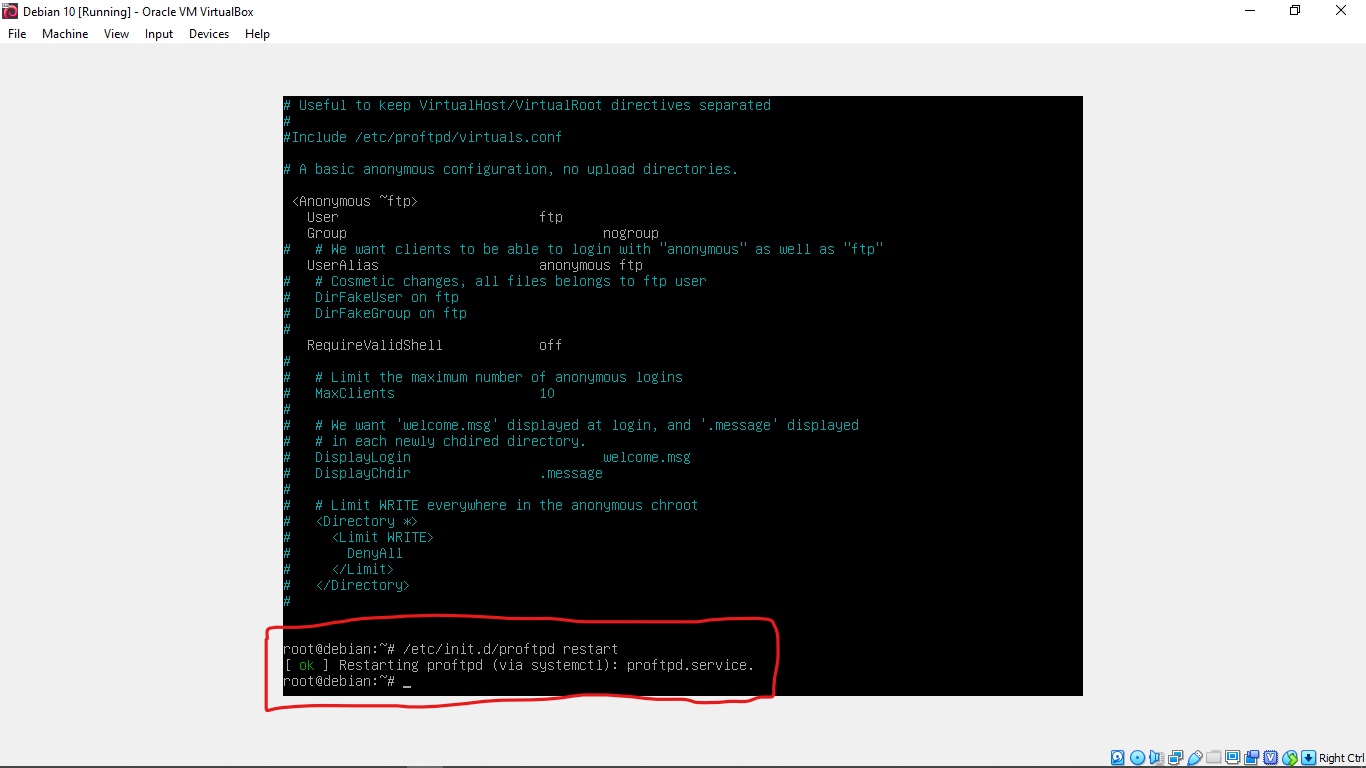 Debian 10 [Running] - Oracle VM VirtualBox
File Machine View Input Devices Help
# Useful to keep VirtualHost/VirtualRoot directives separated
#
#Include /etc/proftpd/virtuals.conf
# A basic anonymous configuration, no upload directories.
<Anonymous ~ftp>
User ftp
Group nogroup
# # We want clients to be able to login with "anonymous" as well as "ftp"
UserAlias anonymous ftp
# # Cosmetic changes, all files belongs to ftp user
# DirFakeUser on ftp
# DirFakeGroup on ftp
#
RequireValidShell off
#
# # Limit the maximum number of anonymous logins
# MaxClients 10
#
# # We want 'welcome.msg' displayed at login, and '.message' displayed
# # in each newly chdired directory.
# DisplayLogin welcome.msg
# DisplayChdir .message
#
# # Limit WRITE everywhere in the anonymous chroot
# <Directory *>
# <Limit WRITE>
# DenyAll
# </Limit>
# </Directory>
#
root@debian:~# /etc/init.d/proftpd restart
[ ok ] Restarting proftpd (via systemctl): proftpd.service.
root@debian:~# _
Right Ctrl